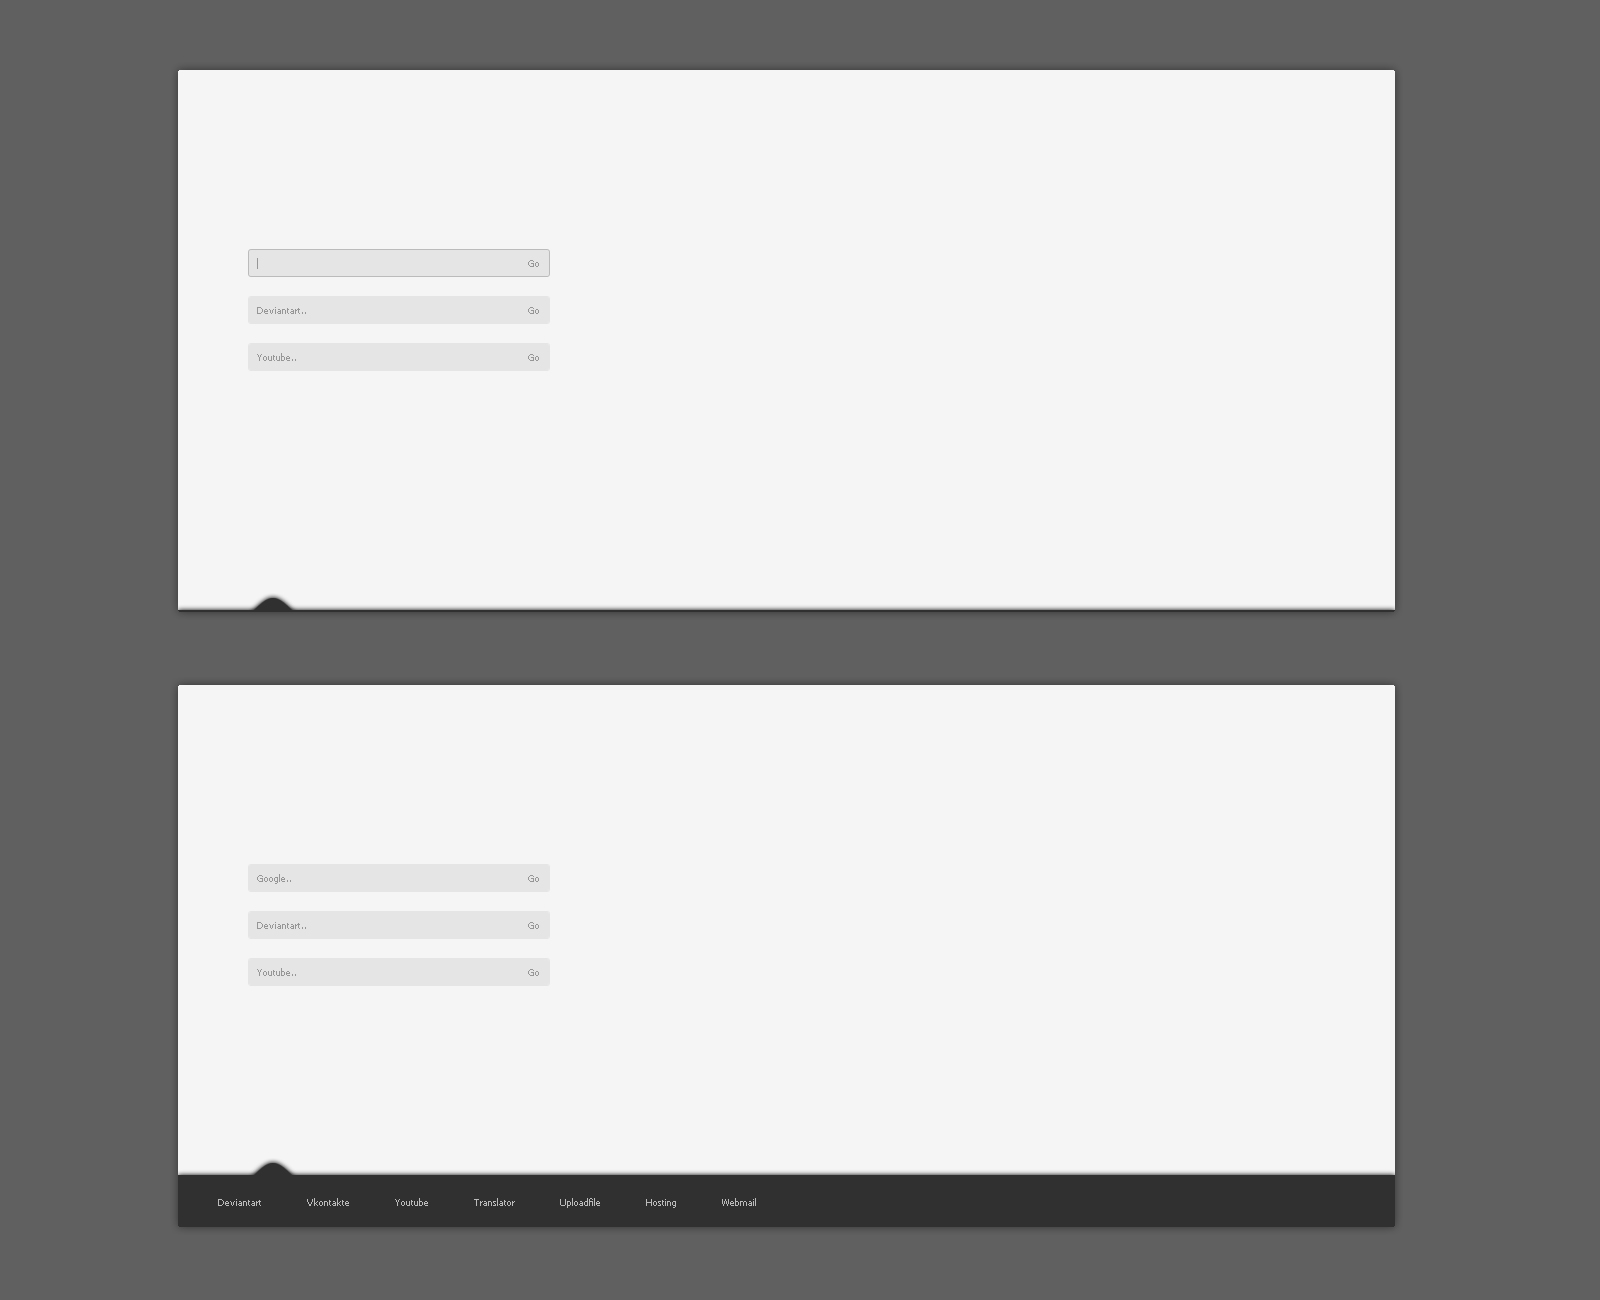 Go
Deviantart.. Go
Youtube.. Go
Google.. Go
Deviantart.. Go
Youtube.. Go
Deviantart Vkontakte Youtube Translator Uploadfile Hosting Webmail